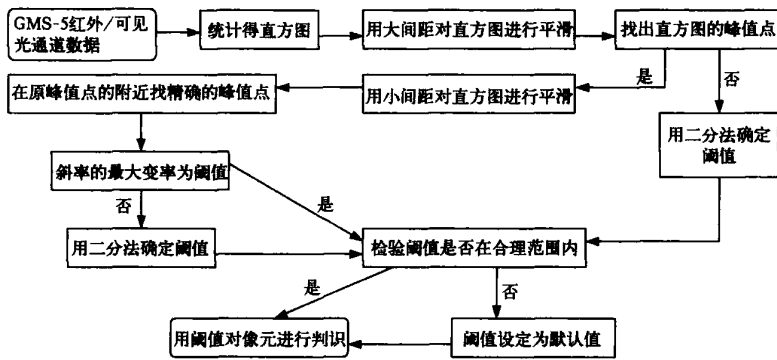 GMS-5红外/可见
光通道数据
统计得直方图
用大间距对直方图进行平滑
找出直方图的峰值点
是
否
在原峰值点的附近找精确的峰值点
用小间距对直方图进行平滑
用二分法确定
阈值
斜率的最大变率为阈值
否
是
用二分法确定阈值
检验阈值是否在合理范围内
是
否
用阈值对像元进行判识
阈值设定为默认值